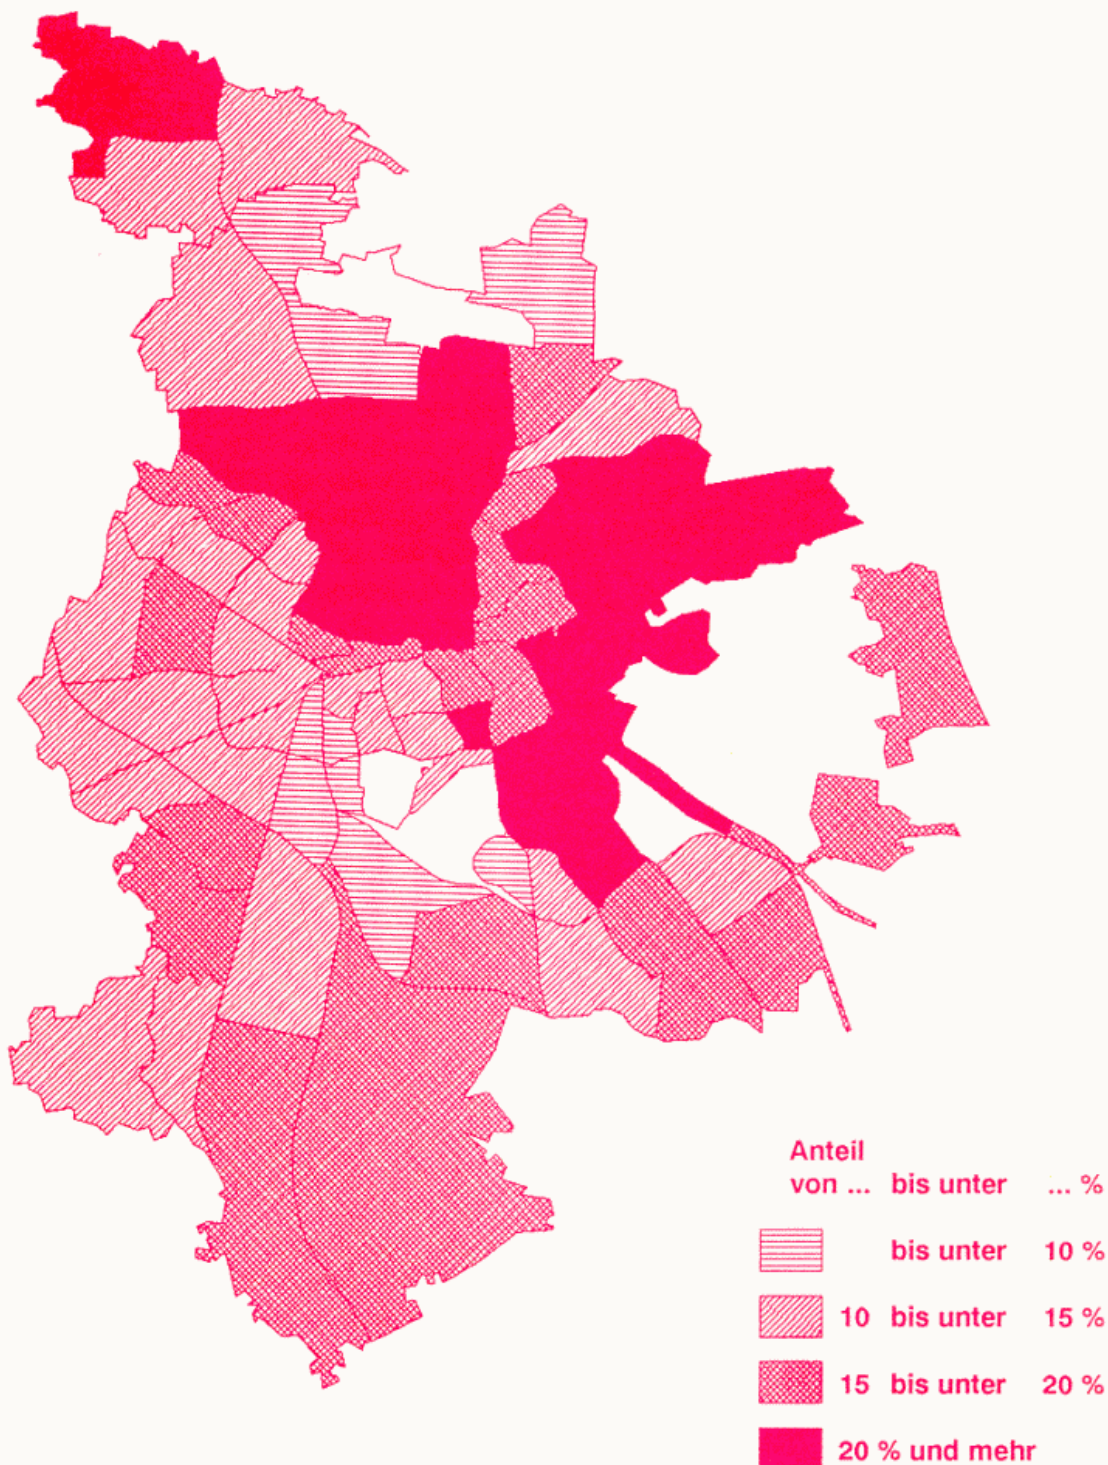 Anteil
von ... bis unter ... %
bis unter 10 %
10 bis unter 15 %
15 bis unter 20 %
20 % und mehr